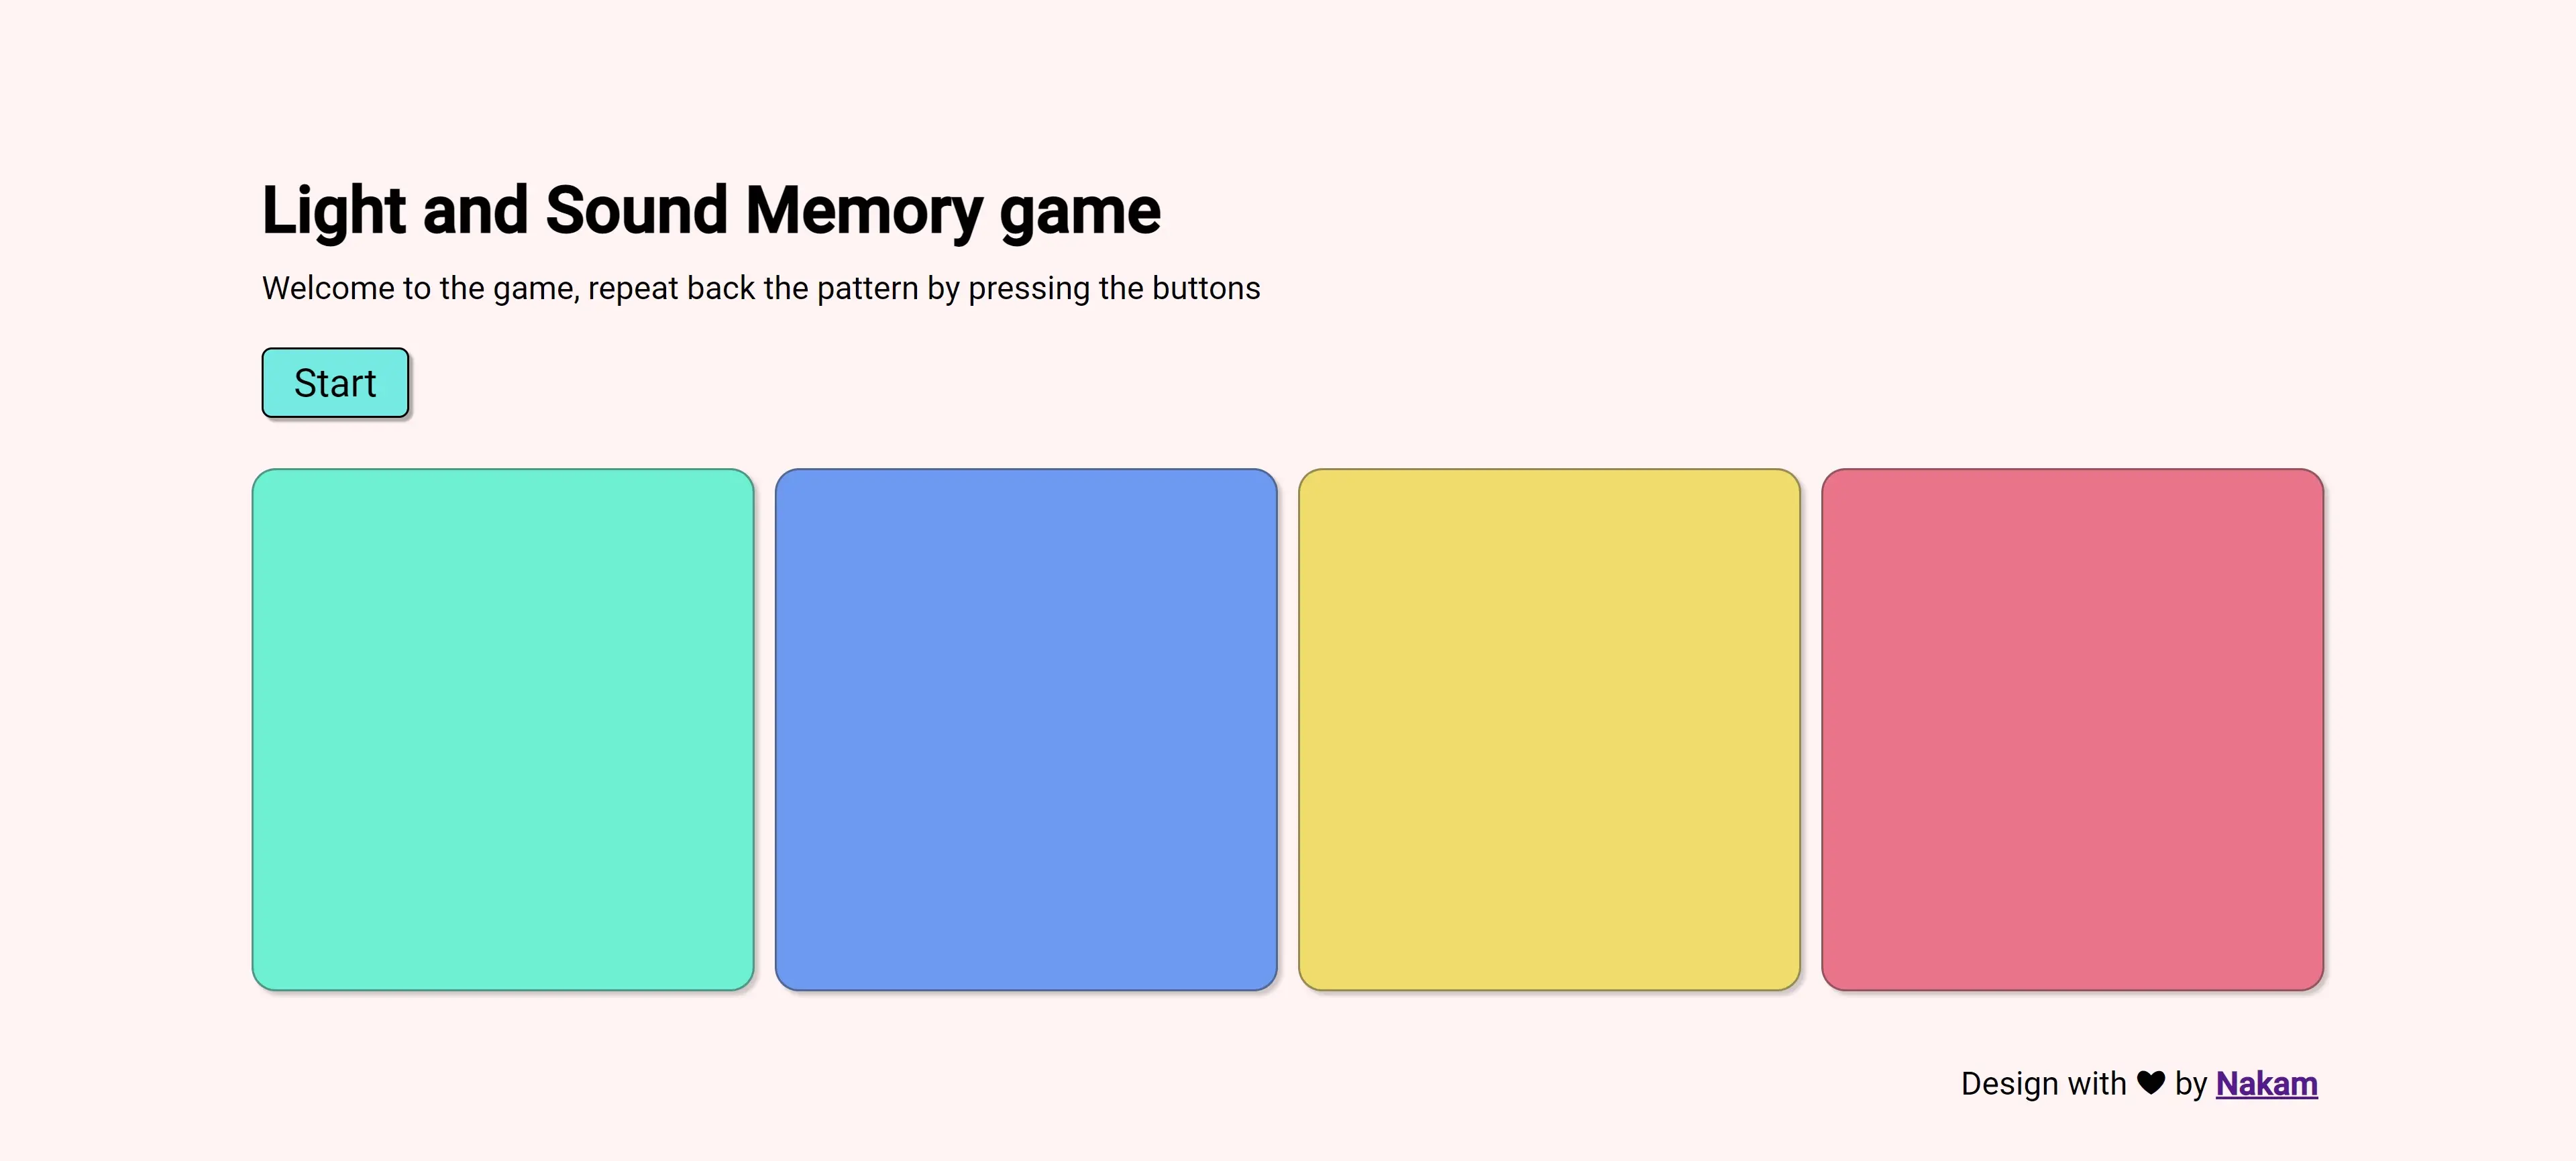 Light and Sound Memory game
Welcome to the game, repeat back the pattern by pressing the buttons
Start
Design with ♥ by Nakam